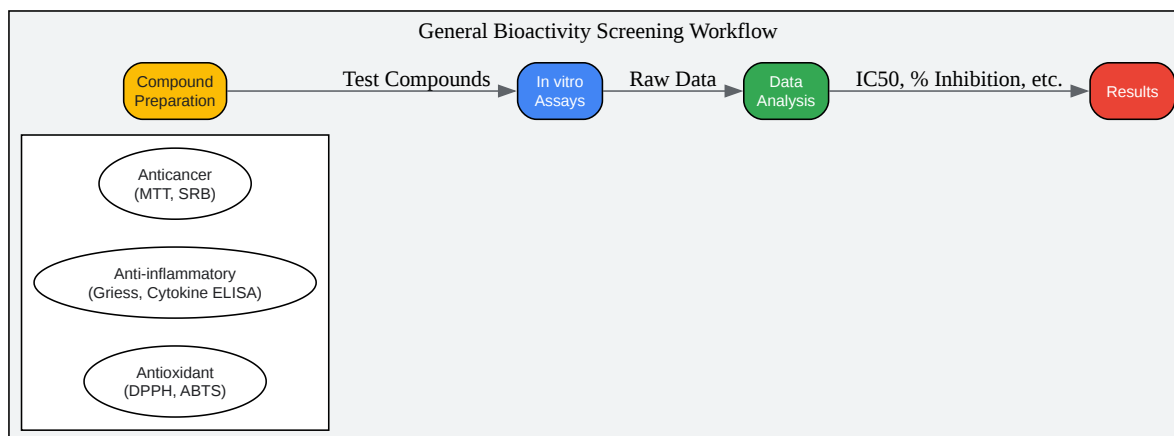 General Bioactivity Screening Workflow
Compound
Preparation
Test Compounds
In vitro
Assays
Raw Data
Data
Analysis
IC50, % Inhibition, etc.
Results
Anticancer
(MTT, SRB)
Anti-inflammatory
(Griess, Cytokine ELISA)
Antioxidant
(DPPH, ABTS)